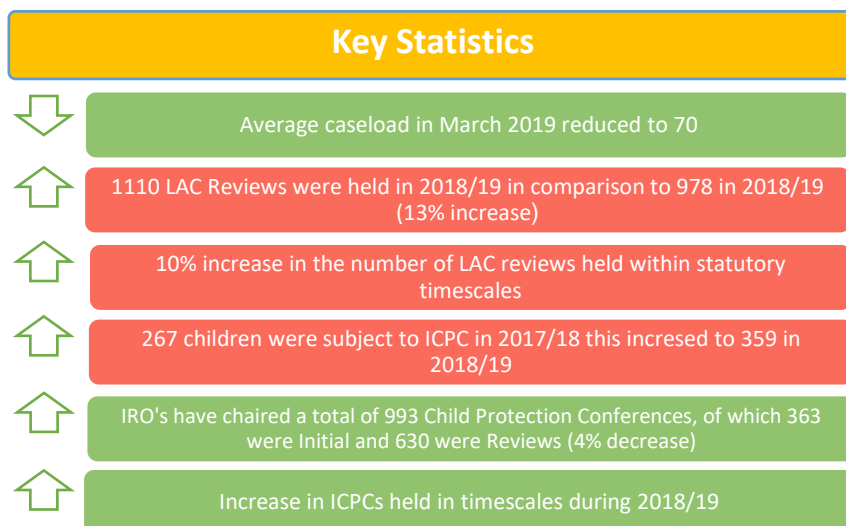 Key Statistics
Average caseload in March 2019 reduced to 70
1110 LAC Reviews were held in 2018/19 in comparison to 978 in 2018/19
(13% increase)
10% increase in the number of LAC reviews held within statutory
timescales
267 children were subject to ICPC in 2017/18 this incresed to 359 in
2018/19
IRO's have chaired a total of 993 Child Protection Conferences, of which 363
were Initial and 630 were Reviews (4% decrease)
Increase in ICPCs held in timescales during 2018/19